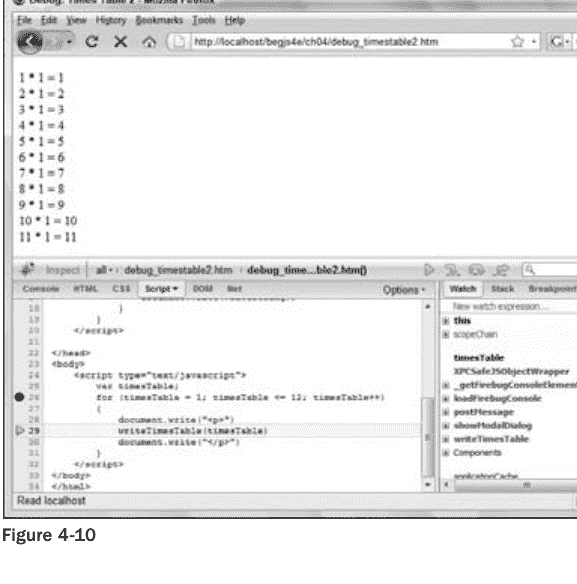 Debug: Times Table 2 - Mozilla Firefox
File Edit View History Bookmarks Tools Help
http://localhost/begjs4e/ch04/debug_timestable2.htm
1 * 1 = 1
2 * 1 = 2
3 * 1 = 3
4 * 1 = 4
5 * 1 = 5
6 * 1 = 6
7 * 1 = 7
8 * 1 = 8
9 * 1 = 9
10 * 1 = 10
11 * 1 = 11
Inspect all debug_timestable2.htm debug_time...ble2.htm()
Console HTML CSS Script DOM Net Options
Watch Stack Breakpoint
18 }
19 }
20 </script>
21
22 </head>
23 <body>
24 <script type="text/javascript">
25 var timesTable;
26 for (timesTable = 1; timesTable <= 12; timesTable++)
27 {
28 document.write("<p>")
29 writeTimesTable(timesTable)
30 document.write("</p>")
31 }
32 </script>
33 </body>
34 </html>
New watch expression...
this
scopeChain
timesTable
XPCSafeJSObjectWrapper
_getFirebugConsoleElement
loadFirebugConsole
postMessage
showModalDialog
writeTimesTable
Components
applicationCache
Read localhost
Figure 4-10